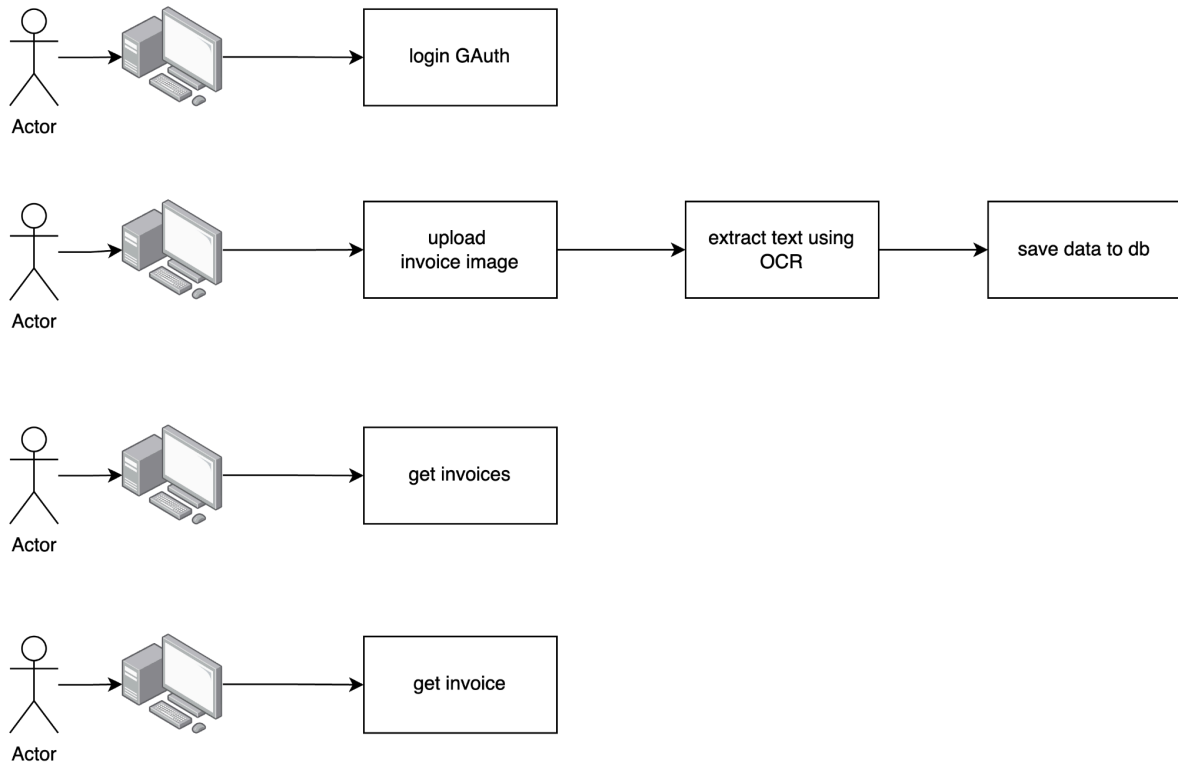 login GAuth
Actor
upload
invoice image
extract text using
OCR
save data to db
Actor
get invoices
Actor
get invoice
Actor